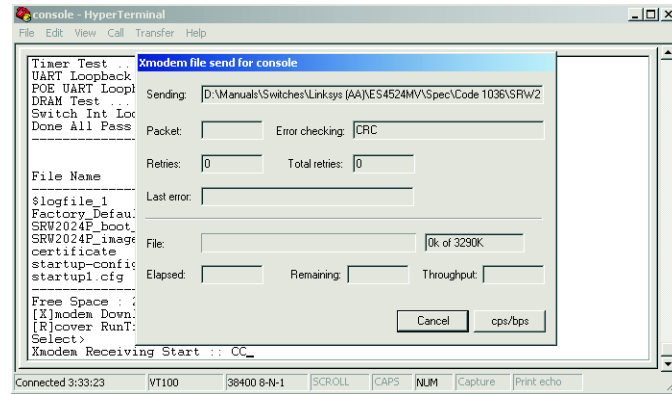 console - HyperTerminal
File Edit View Call Transfer Help
Timer Test ..
UART Loopback
POE UART Loop
DRAM Test ...
Switch Int Loo
Done All Pass
File Name
$logfile_1
Factory_Defau
SRW2024P_boot_
SRW2024P_image
certificate
startup-config
startup1.cfg
Free Space :
[X]modem Down
[R]cover RunT
Select>
Xmodem Receiving Start :: CC_
Xmodem file send for console
Sending: D:\Manuals\Switches\Linksys (AA)\ES4524MV\Spec\Code 1036\SRW2
Packet: Error checking: CRC
Retries: 0 Total retries: 0
Last error:
File: 0k of 3290K
Elapsed: Remaining: Throughput:
Cancel cps/bps
Connected 3:33:23 VT100 38400 8-N-1 SCROLL CAPS NUM Capture Print echo